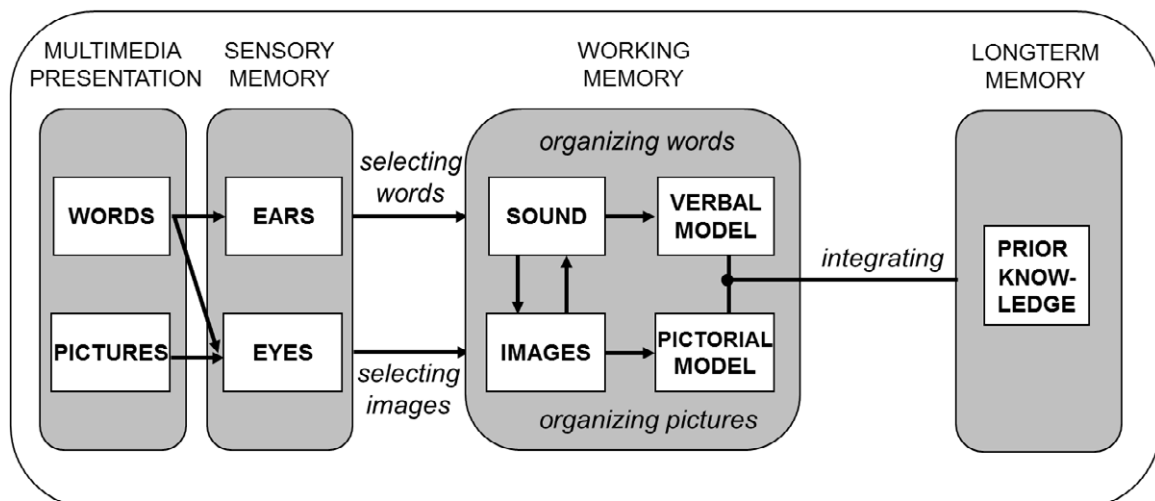 MULTIMEDIA
PRESENTATION
SENSORY
MEMORY
WORKING
MEMORY
LONGTERM
MEMORY
WORDS
PICTURES
EARS
EYES
selecting
words
selecting
images
organizing words
SOUND
VERBAL
MODEL
IMAGES
PICTORIAL
MODEL
organizing pictures
integrating
PRIOR
KNOW-
LEDGE